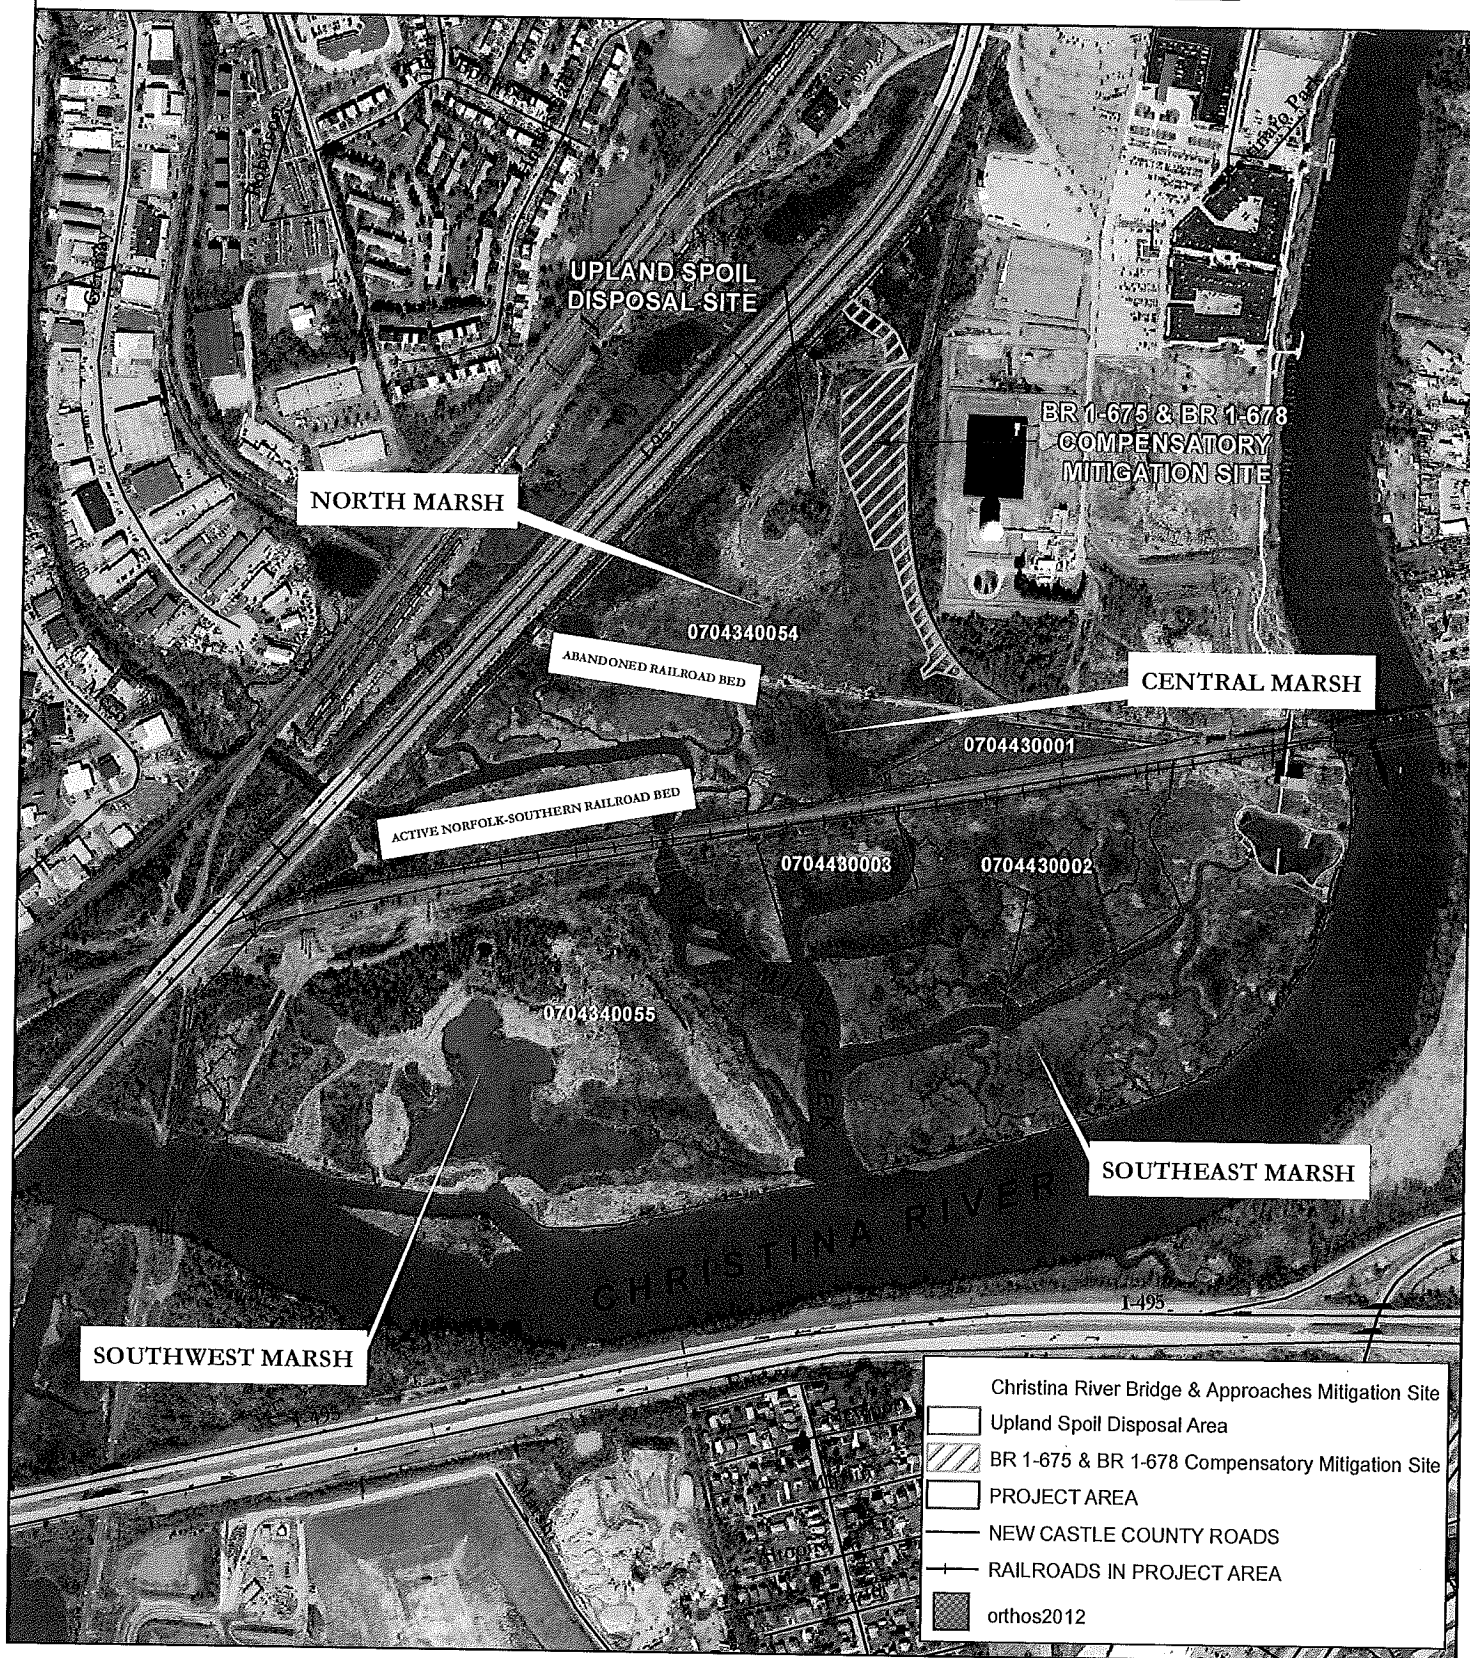 UPLAND SPOIL
DISPOSAL SITE
BR 1-675 & BR 1-678
COMPENSATORY
MITIGATION SITE
I-95
NORTH MARSH
0704340054
ABANDONED RAILROAD BED
CENTRAL MARSH
0704430001
ACTIVE NORFOLK-SOUTHERN RAILROAD BED
0704430003
0704430002
0704340055
SOUTHEAST MARSH
CHRISTINA RIVER
I-495
SOUTHWEST MARSH
I-495
Christina River Bridge & Approaches Mitigation Site
Upland Spoil Disposal Area
BR 1-675 & BR 1-678 Compensatory Mitigation Site
PROJECT AREA
NEW CASTLE COUNTY ROADS
RAILROADS IN PROJECT AREA
orthos2012